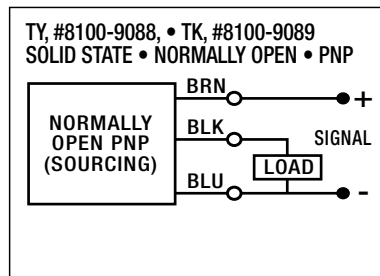 TY, #8100-9088, • TK, #8100-9089
SOLID STATE • NORMALLY OPEN • PNP
BRN
+
NORMALLY
OPEN PNP
(SOURCING)
BLK
SIGNAL
LOAD
BLU
-